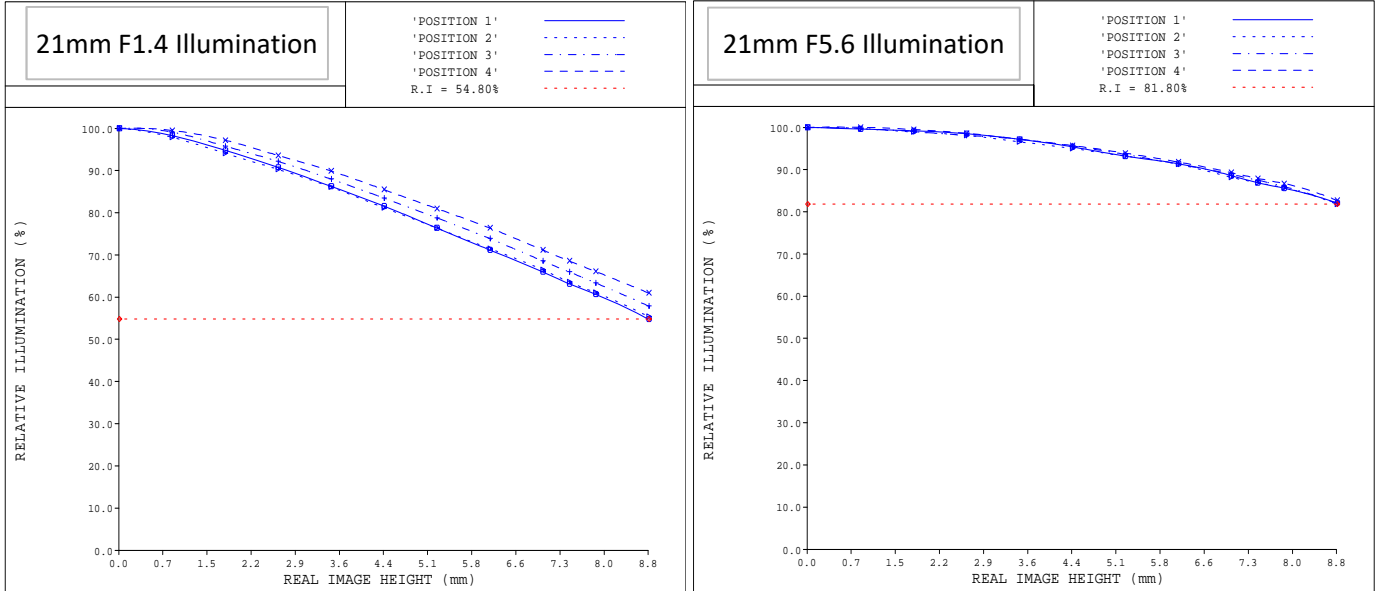 21mm F1.4 Illumination
'POSITION 1'
'POSITION 2'
'POSITION 3'
'POSITION 4'
R.I = 54.80%
RELATIVE ILLUMINATION (%)
100.0
90.0
80.0
70.0
60.0
50.0
40.0
30.0
20.0
10.0
0.0
0.0 0.7 1.5 2.2 2.9 3.6 4.4 5.1 5.8 6.6 7.3 8.0 8.8
REAL IMAGE HEIGHT (mm)
21mm F5.6 Illumination
'POSITION 1'
'POSITION 2'
'POSITION 3'
'POSITION 4'
R.I = 81.80%
RELATIVE ILLUMINATION (%)
100.0
90.0
80.0
70.0
60.0
50.0
40.0
30.0
20.0
10.0
0.0
0.0 0.7 1.5 2.2 2.9 3.6 4.4 5.1 5.8 6.6 7.3 8.0 8.8
REAL IMAGE HEIGHT (mm)